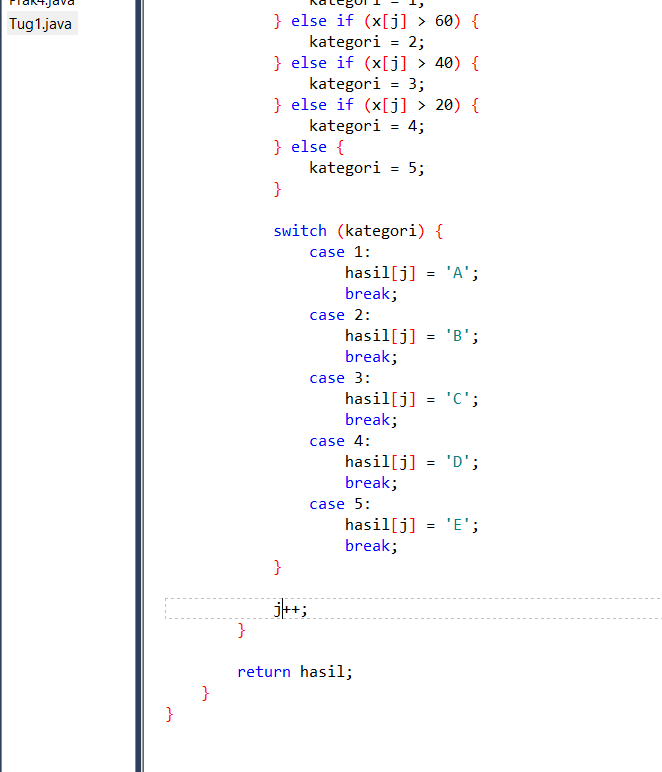 Prak4.java
Tug1.java
kategori = 1;
} else if (x[j] > 60) {
kategori = 2;
} else if (x[j] > 40) {
kategori = 3;
} else if (x[j] > 20) {
kategori = 4;
} else {
kategori = 5;
}
switch (kategori) {
case 1:
hasil[j] = 'A';
break;
case 2:
hasil[j] = 'B';
break;
case 3:
hasil[j] = 'C';
break;
case 4:
hasil[j] = 'D';
break;
case 5:
hasil[j] = 'E';
break;
}
j++;
}
return hasil;
}
}